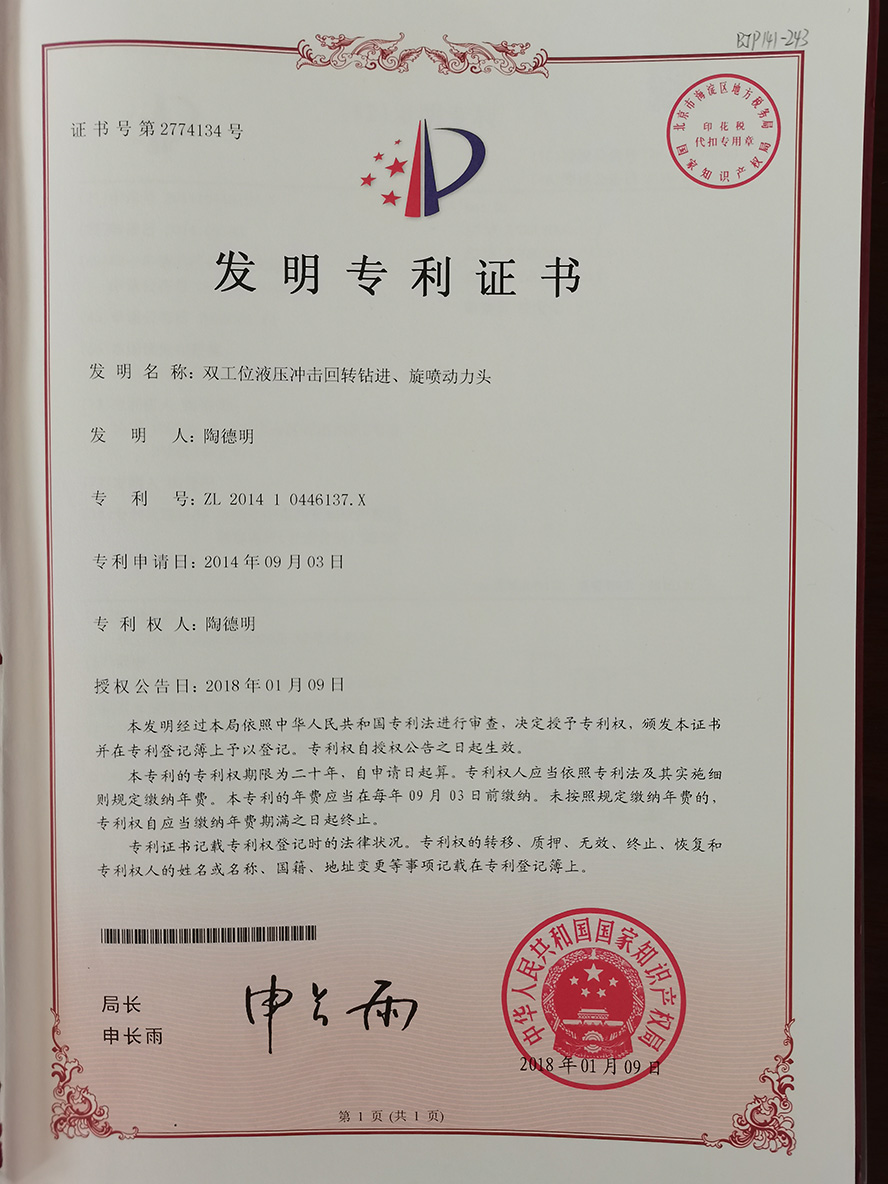 BJP141-243
证书号第2774134号
北京市海淀区地方税务局
印花税
代扣专用章
国家知识产权局
发明专利证书
发明名称：双工位液压冲击回转钻进、旋喷动力头
发明人：陶德明
专利号：ZL 2014 1 0446137.X
专利申请日：2014年09月03日
专利权人：陶德明
授权公告日：2018年01月09日
本发明经过本局依照中华人民共和国专利法进行审查，决定授予专利权，颁发本证书
并在专利登记簿上予以登记。专利权自授权公告之日起生效。
本专利的专利权期限为二十年，自申请日起算。专利权人应当依照专利法及其实施细
则规定缴纳年费。本专利的年费应当在每年09月03日前缴纳。未按照规定缴纳年费的，
专利权自应当缴纳年费期满之日起终止。
专利证书记载专利权登记时的法律状况。专利权的转移、质押、无效、终止、恢复和
专利权人的姓名或名称、国籍、地址变更等事项记载在专利登记簿上。
局长
申长雨
申长雨
中华人民共和国国家知识产权局
2018年01月09日
第1页(共1页)